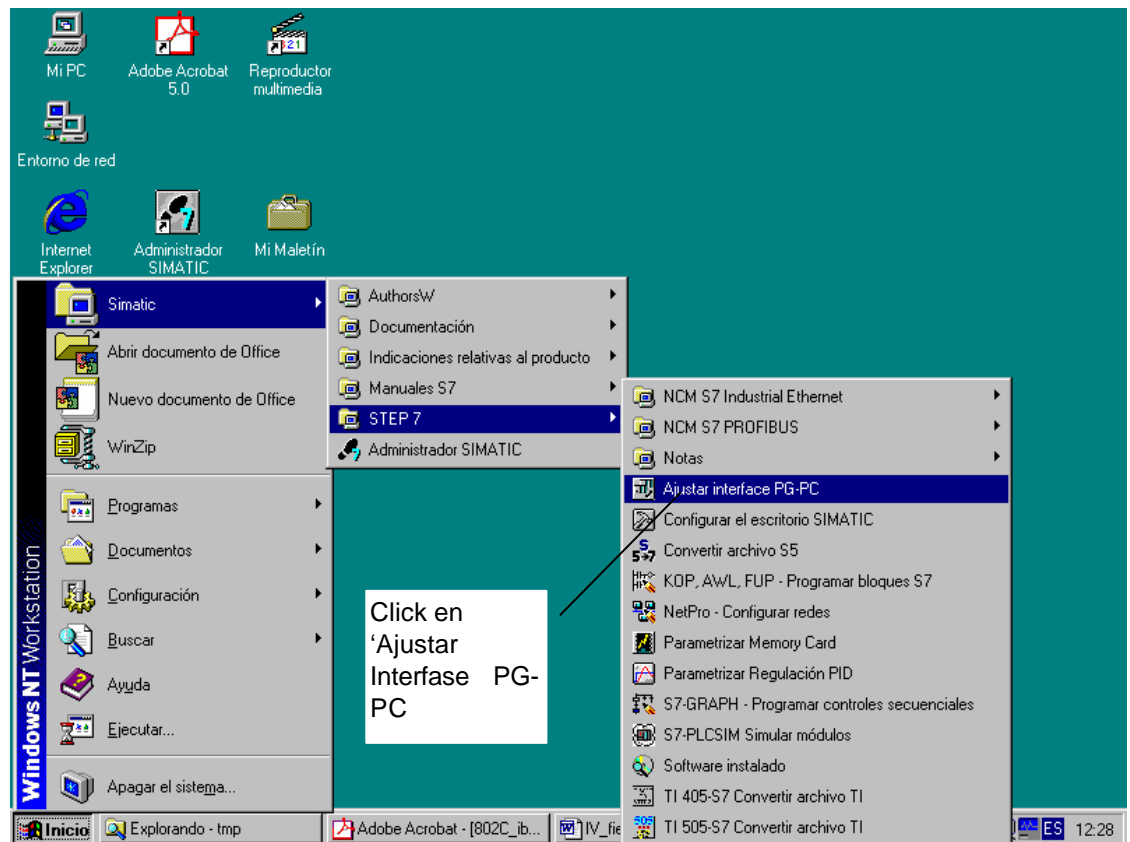 Mi PC
Adobe Acrobat
5.0
Reproductor
multimedia
Entorno de red
Internet
Explorer
Administrador
SIMATIC
Mi Maletín
Windows NT Workstation
Simatic
Abrir documento de Office
Nuevo documento de Office
WinZip
Programas
Documentos
Configuración
Buscar
Ayuda
Ejecutar...
Apagar el sistema...
AuthorsW
Documentación
Indicaciones relativas al producto
Manuales S7
STEP 7
Administrador SIMATIC
NCM S7 Industrial Ethernet
NCM S7 PROFIBUS
Notas
Ajustar interface PG-PC
Configurar el escritorio SIMATIC
Convertir archivo S5
KOP, AWL, FUP - Programar bloques S7
NetPro - Configurar redes
Parametrizar Memory Card
Parametrizar Regulación PID
S7-GRAPH - Programar controles secuenciales
S7-PLCSIM Simular módulos
Software instalado
TI 405-S7 Convertir archivo TI
TI 505-S7 Convertir archivo TI
Click en
‘Ajustar
Interfase PG-
PC
Inicio
Explorando - tmp
Adobe Acrobat - [802C_ib...
IV_fie
ES
12:28